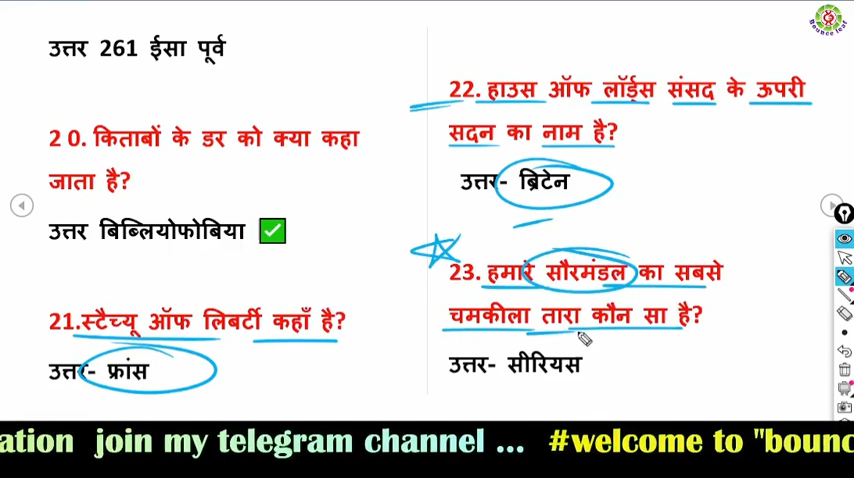 उत्तर 261 ईसा पूर्व
2 0. किताबों के डर को क्या कहा
जाता है?
उत्तर बिब्लियोफोबिया
21.स्टैच्यू ऑफ लिबर्टी कहाँ है?
उत्तर- फ्रांस
22. हाउस ऑफ लॉर्ड्स संसद के ऊपरी
सदन का नाम है?
उत्तर- ब्रिटेन
23. हमारे सौरमंडल का सबसे
चमकीला तारा कौन सा है?
उत्तर- सीरियस
Bounce leaf
ation join my telegram channel ... #welcome to "bounc